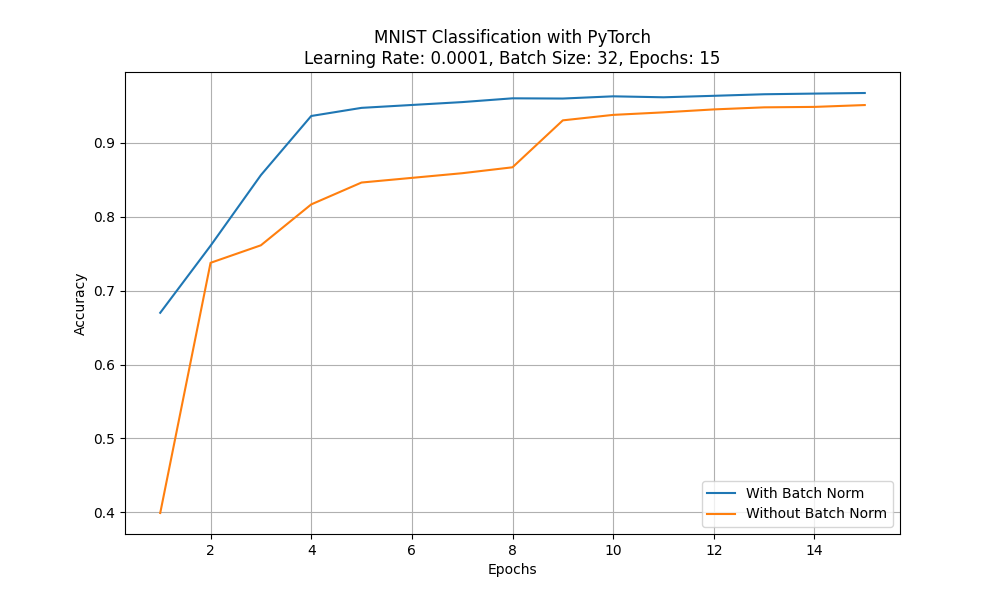 MNIST Classification with PyTorch
Learning Rate: 0.0001, Batch Size: 32, Epochs: 15
Accuracy
0.9
0.8
0.7
0.6
0.5
0.4
With Batch Norm
Without Batch Norm
2 4 6 8 10 12 14
Epochs